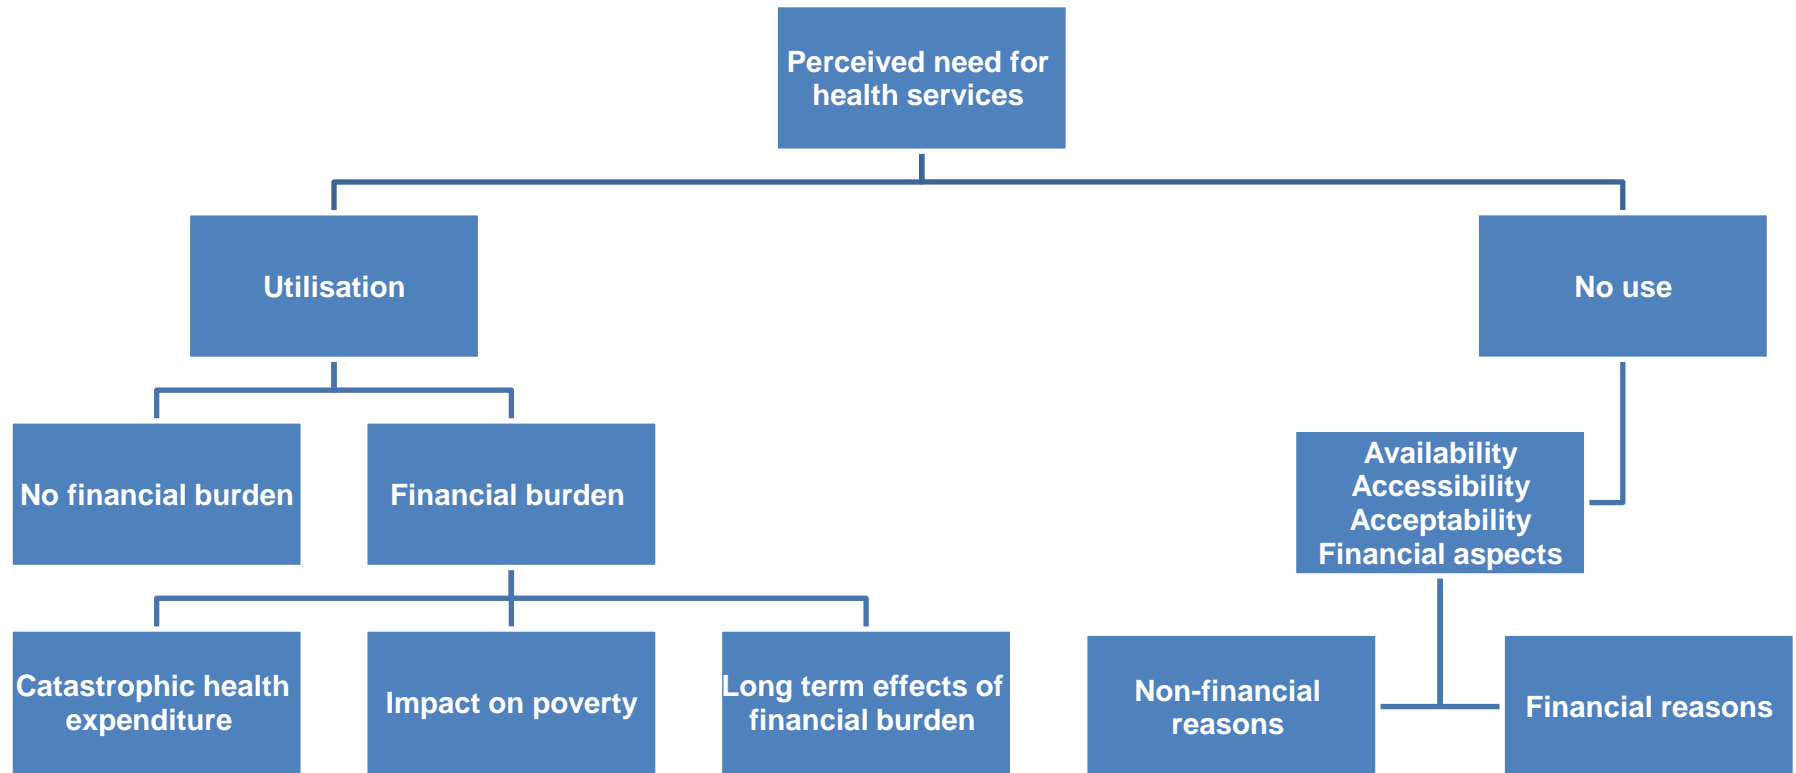 Perceived need for
health services
Utilisation
No use
No financial burden
Financial burden
Availability
Accessibility
Acceptability
Financial aspects
Catastrophic health
expenditure
Impact on poverty
Long term effects of
financial burden
Non-financial
reasons
Financial reasons